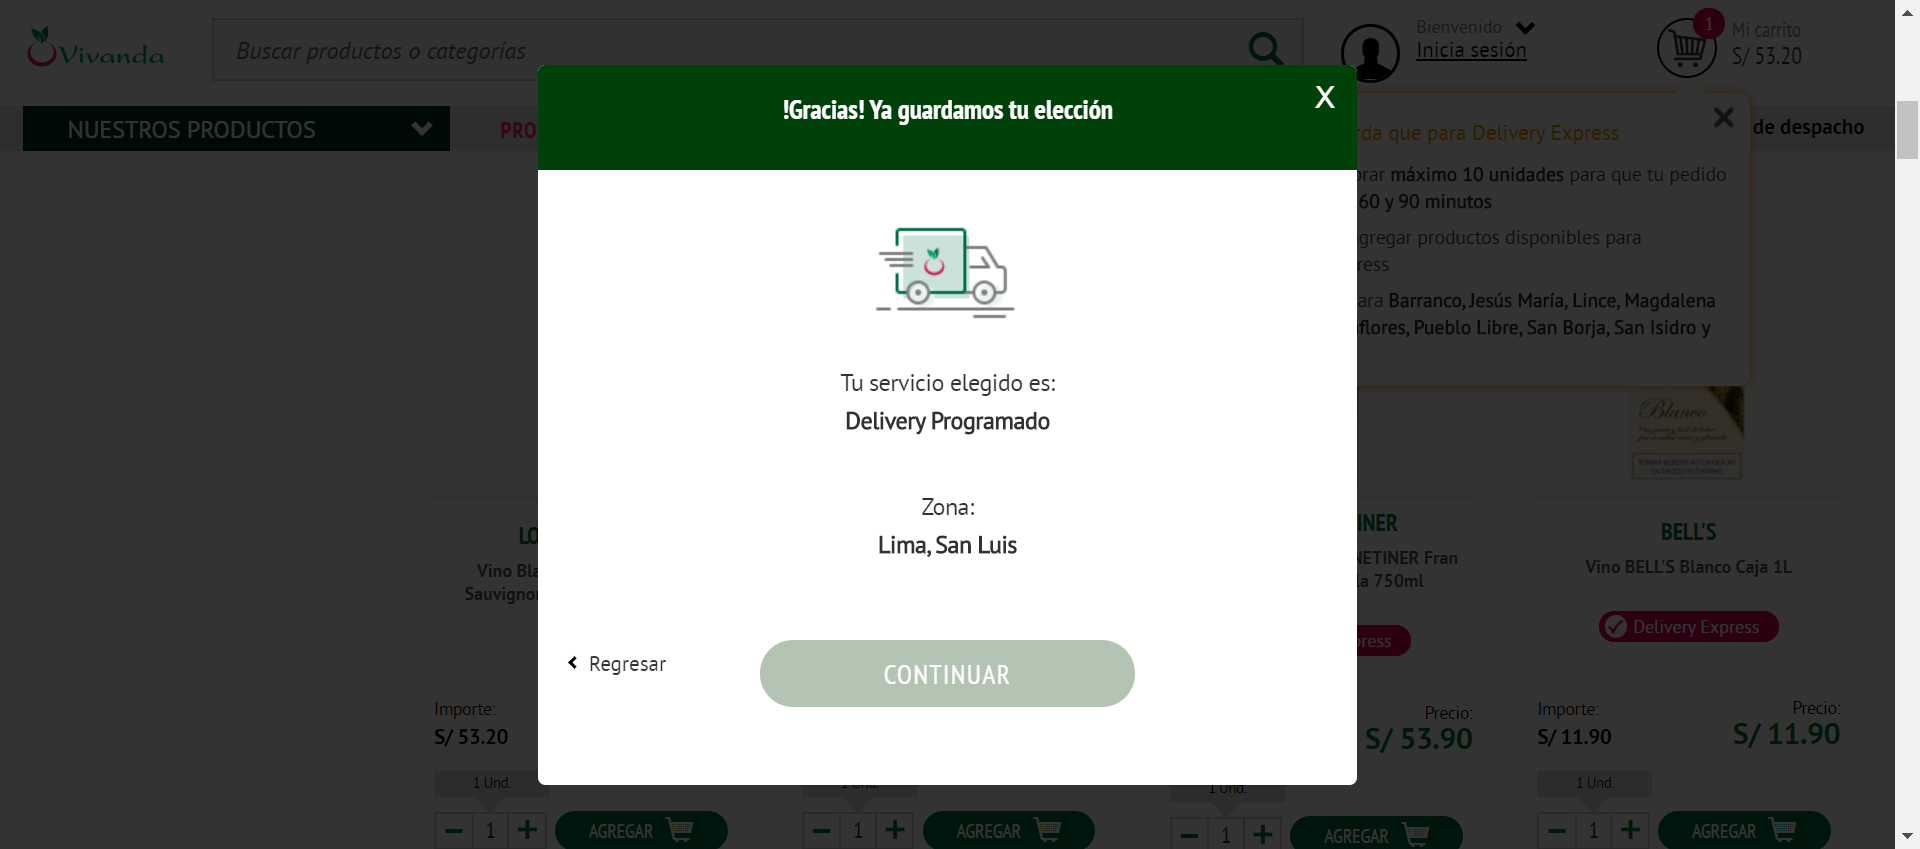 Vivanda
Buscar productos o categorías
Bienvenido
Inicia sesión
1
Mi carrito
S/ 53.20
NUESTROS PRODUCTOS
PRO
de despacho
!Gracias! Ya guardamos tu elección
X
rda que para Delivery Express
rar máximo 10 unidades para que tu pedido
60 y 90 minutos
gregar productos disponibles para
ress
ara Barranco, Jesús María, Lince, Magdalena
flores, Pueblo Libre, San Borja, San Isidro y
Tu servicio elegido es:
Delivery Programado
Zona:
Lima, San Luis
Regresar
CONTINUAR
Blanco
LO
Vino Bla
Sauvigno
Importe:
S/ 53.20
1 Und.
1
AGREGAR
1 Und.
1
AGREGAR
INER
NETINER Fran
la 750ml
press
Precio:
S/ 53.90
1 Und.
1
AGREGAR
BELL'S
Vino BELL'S Blanco Caja 1L
Delivery Express
Importe:
S/ 11.90
Precio:
S/ 11.90
1 Und.
1
AGREGAR